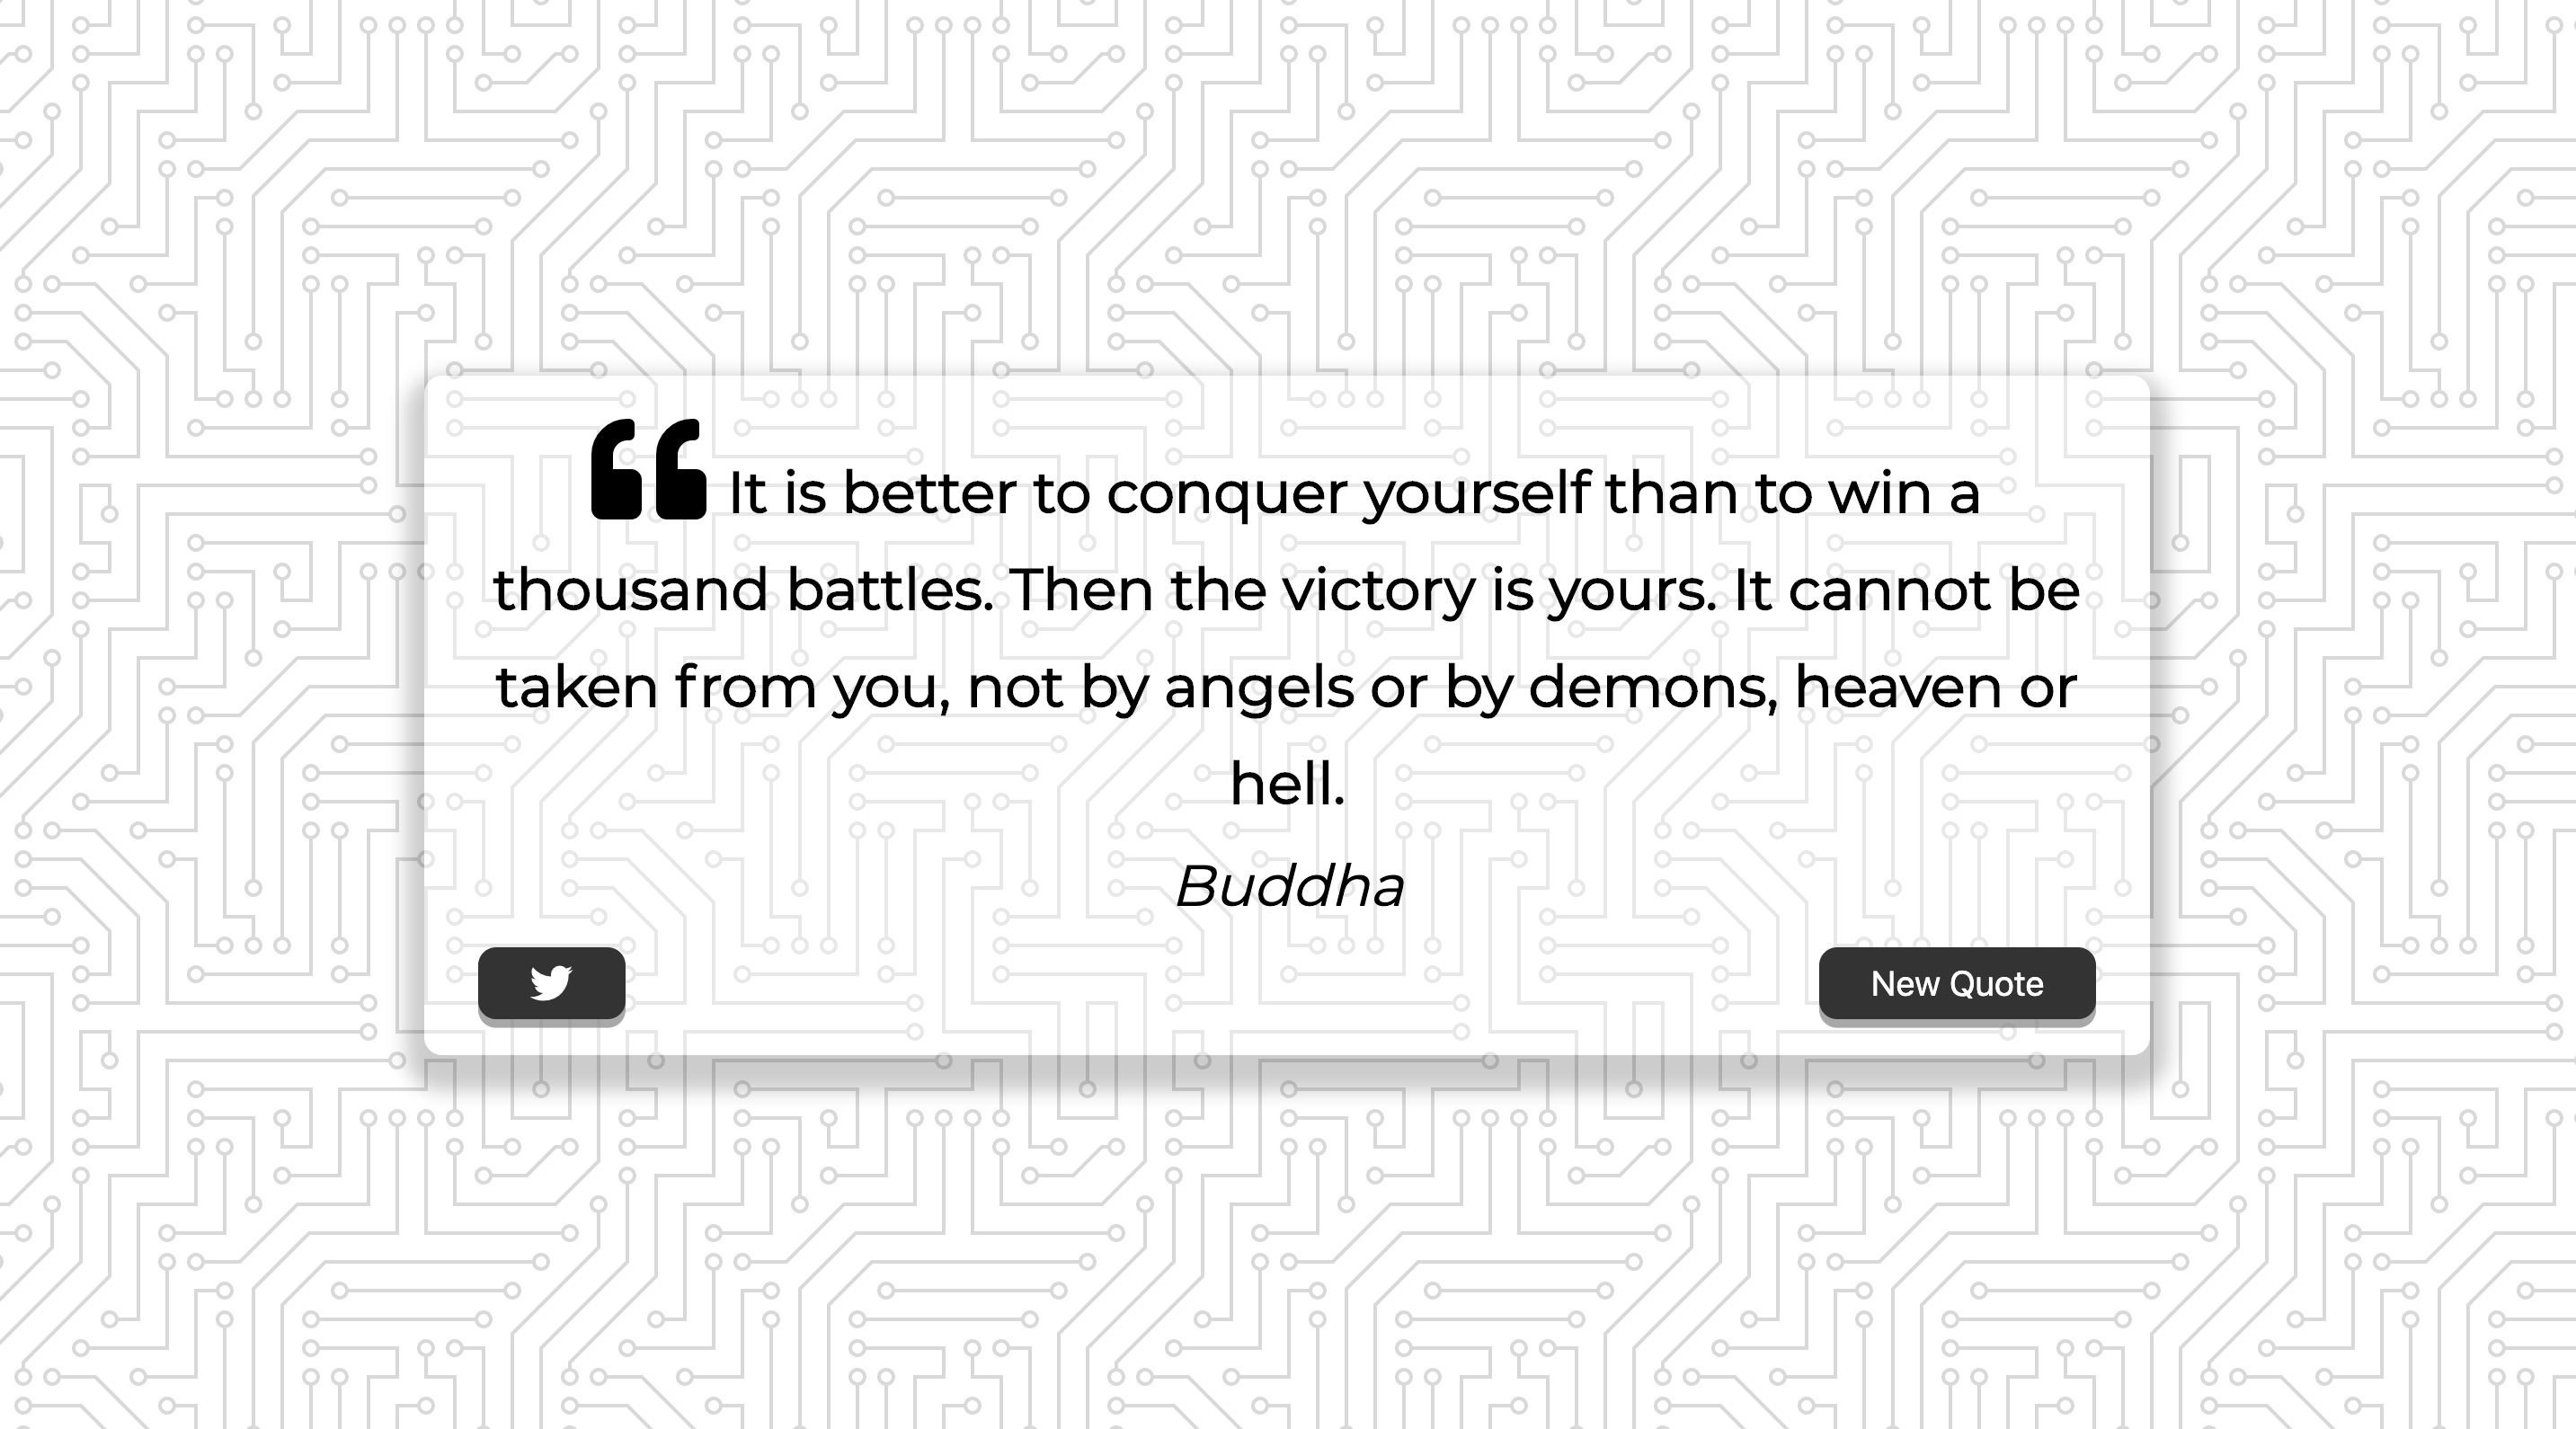 It is better to conquer yourself than to win a
thousand battles. Then the victory is yours. It cannot be
taken from you, not by angels or by demons, heaven or
hell.
Buddha
New Quote